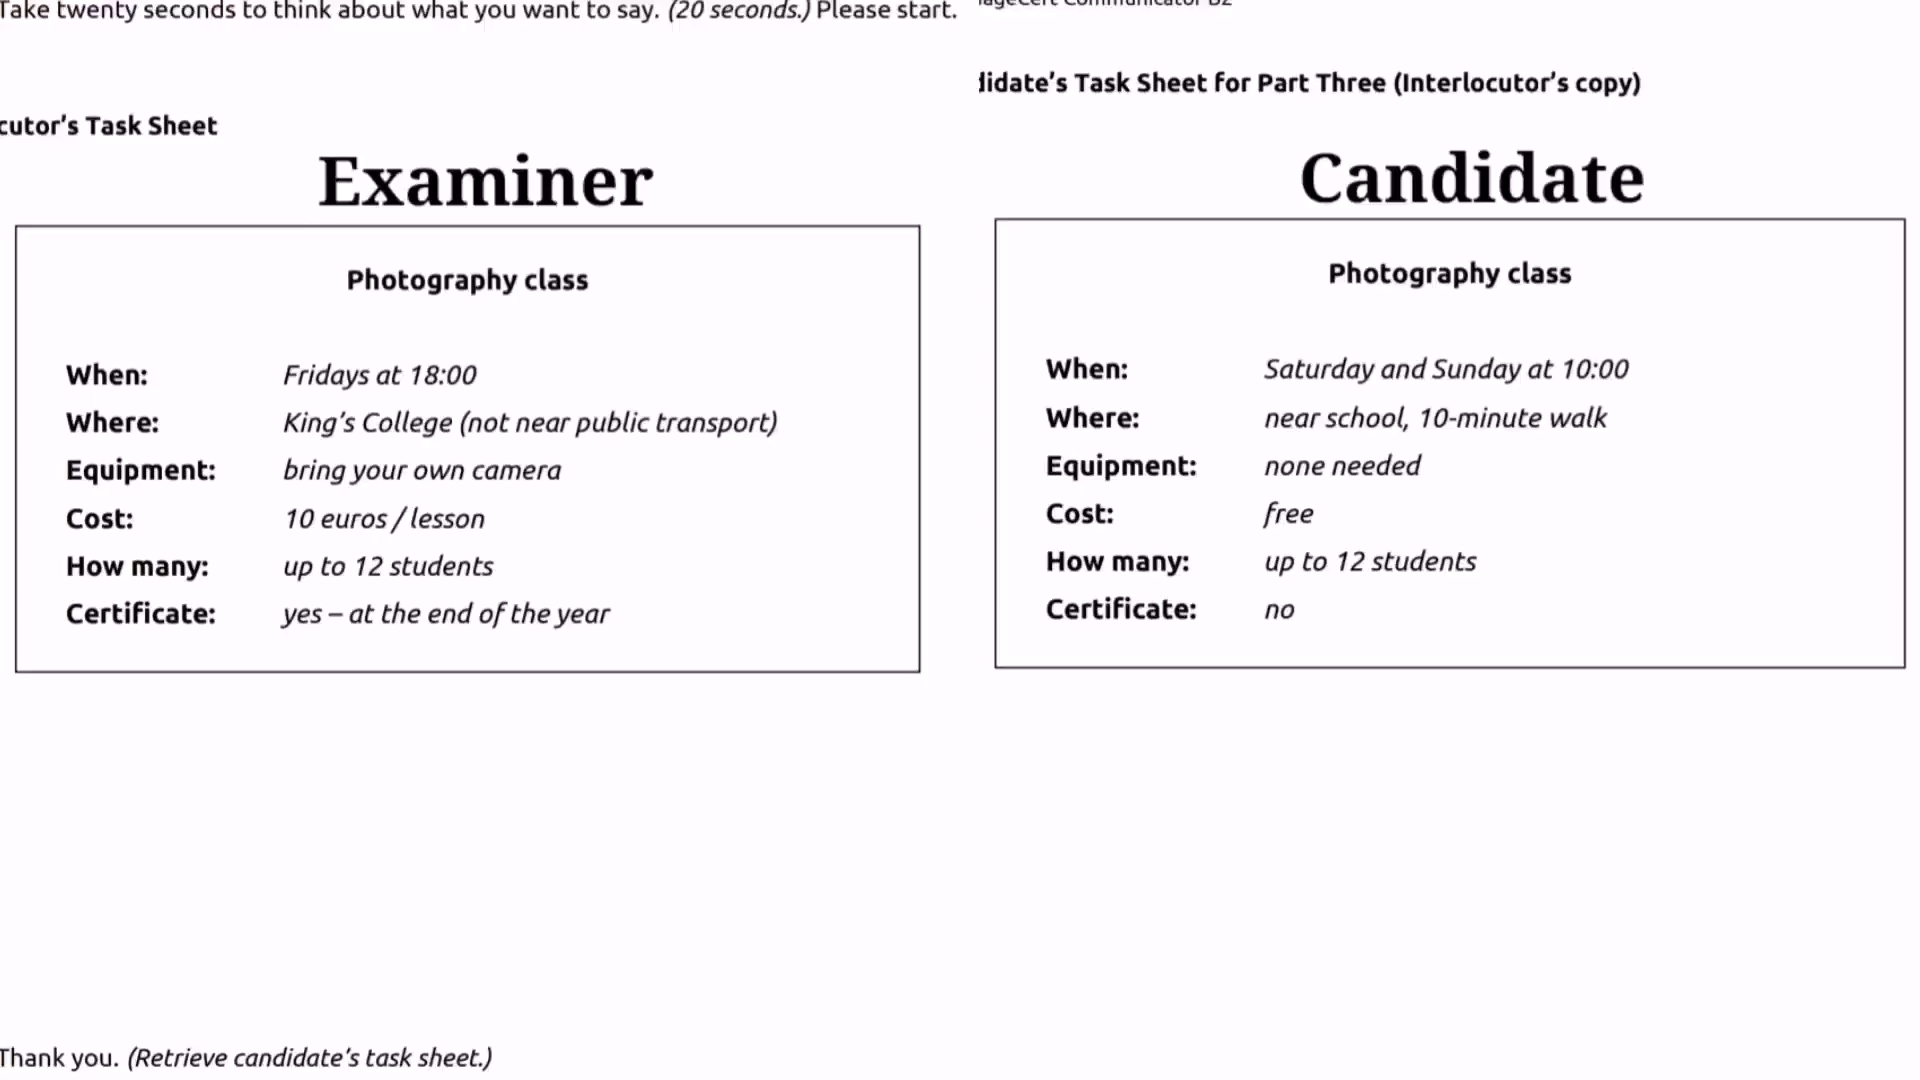 Take twenty seconds to think about what you want to say. (20 seconds.) Please start.
cutor's Task Sheet
Examiner
Photography class
When: Fridays at 18:00
Where: King's College (not near public transport)
Equipment: bring your own camera
Cost: 10 euros / lesson
How many: up to 12 students
Certificate: yes – at the end of the year
Thank you. (Retrieve candidate's task sheet.)
didate's Task Sheet for Part Three (Interlocutor's copy)
Candidate
Photography class
When: Saturday and Sunday at 10:00
Where: near school, 10-minute walk
Equipment: none needed
Cost: free
How many: up to 12 students
Certificate: no